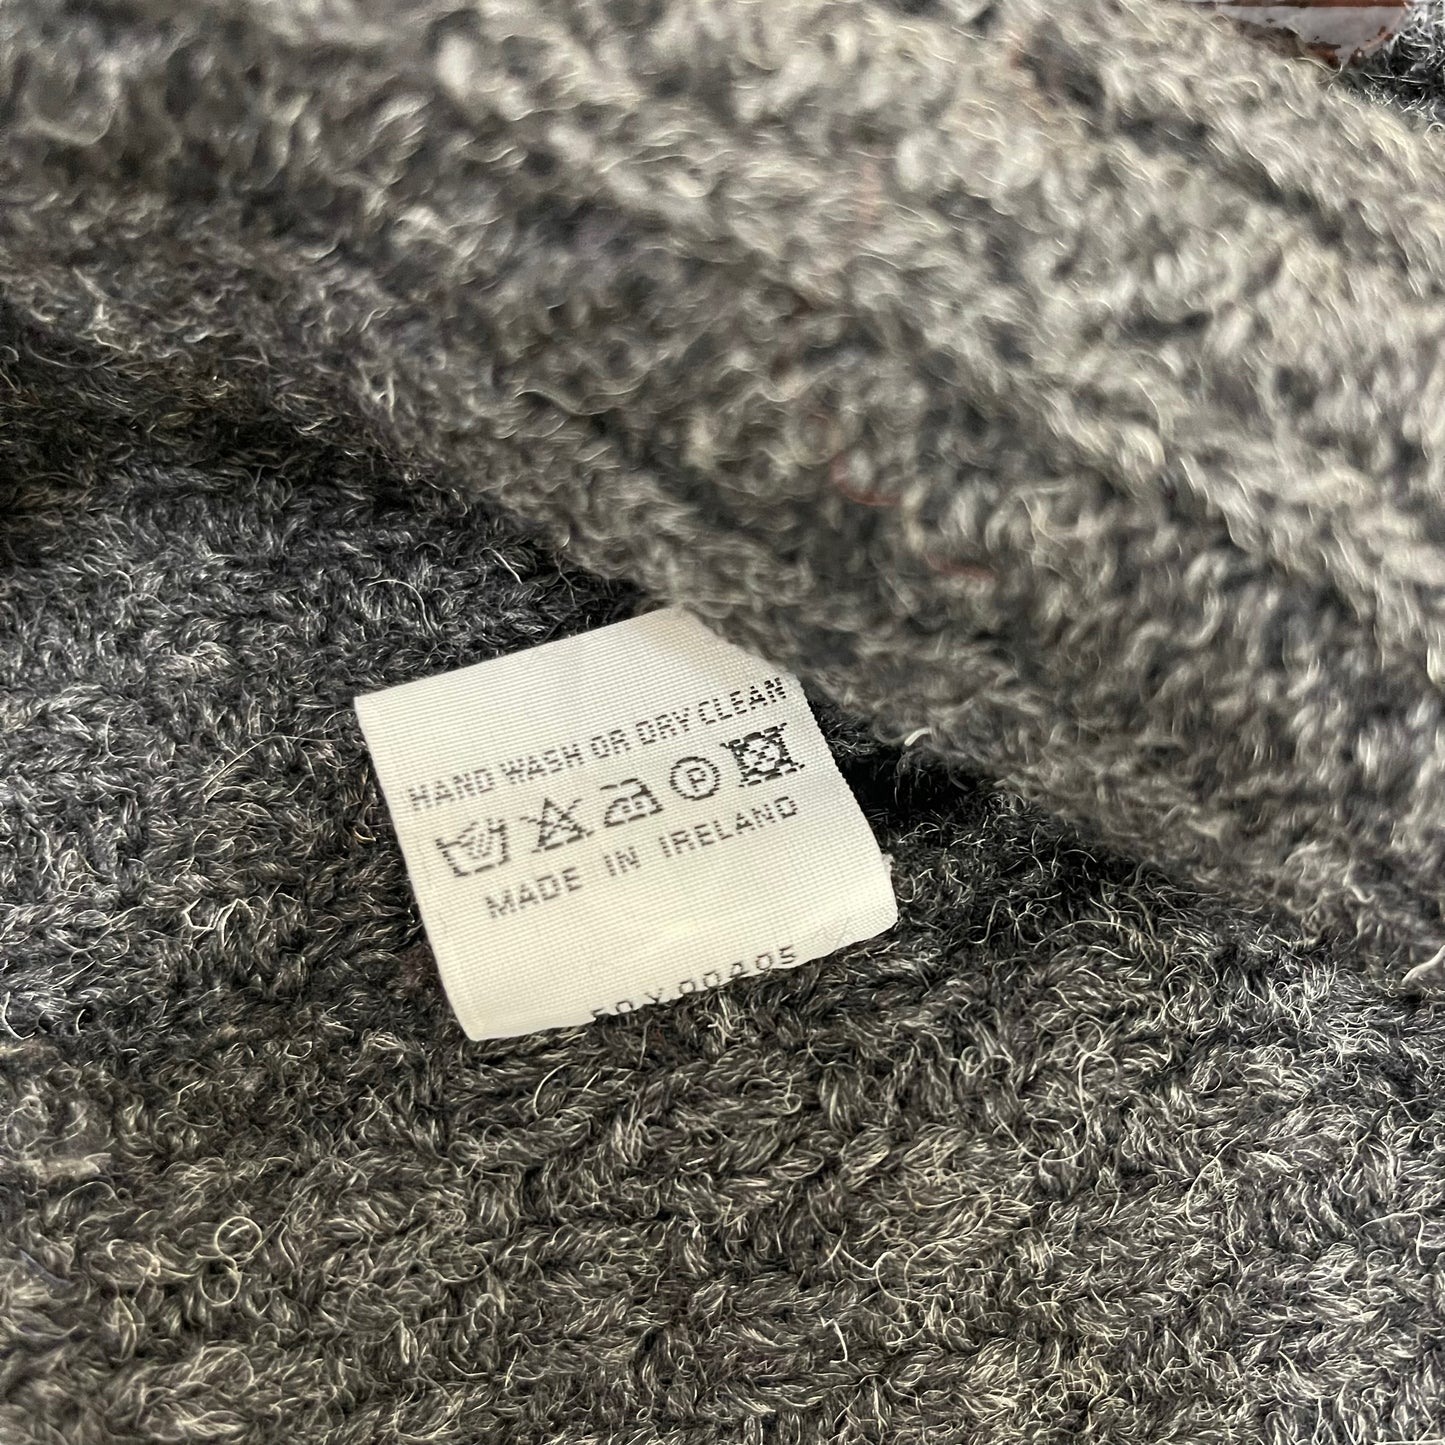 HAND WASH OR DRY CLEAN
P
MADE IN IRELAND